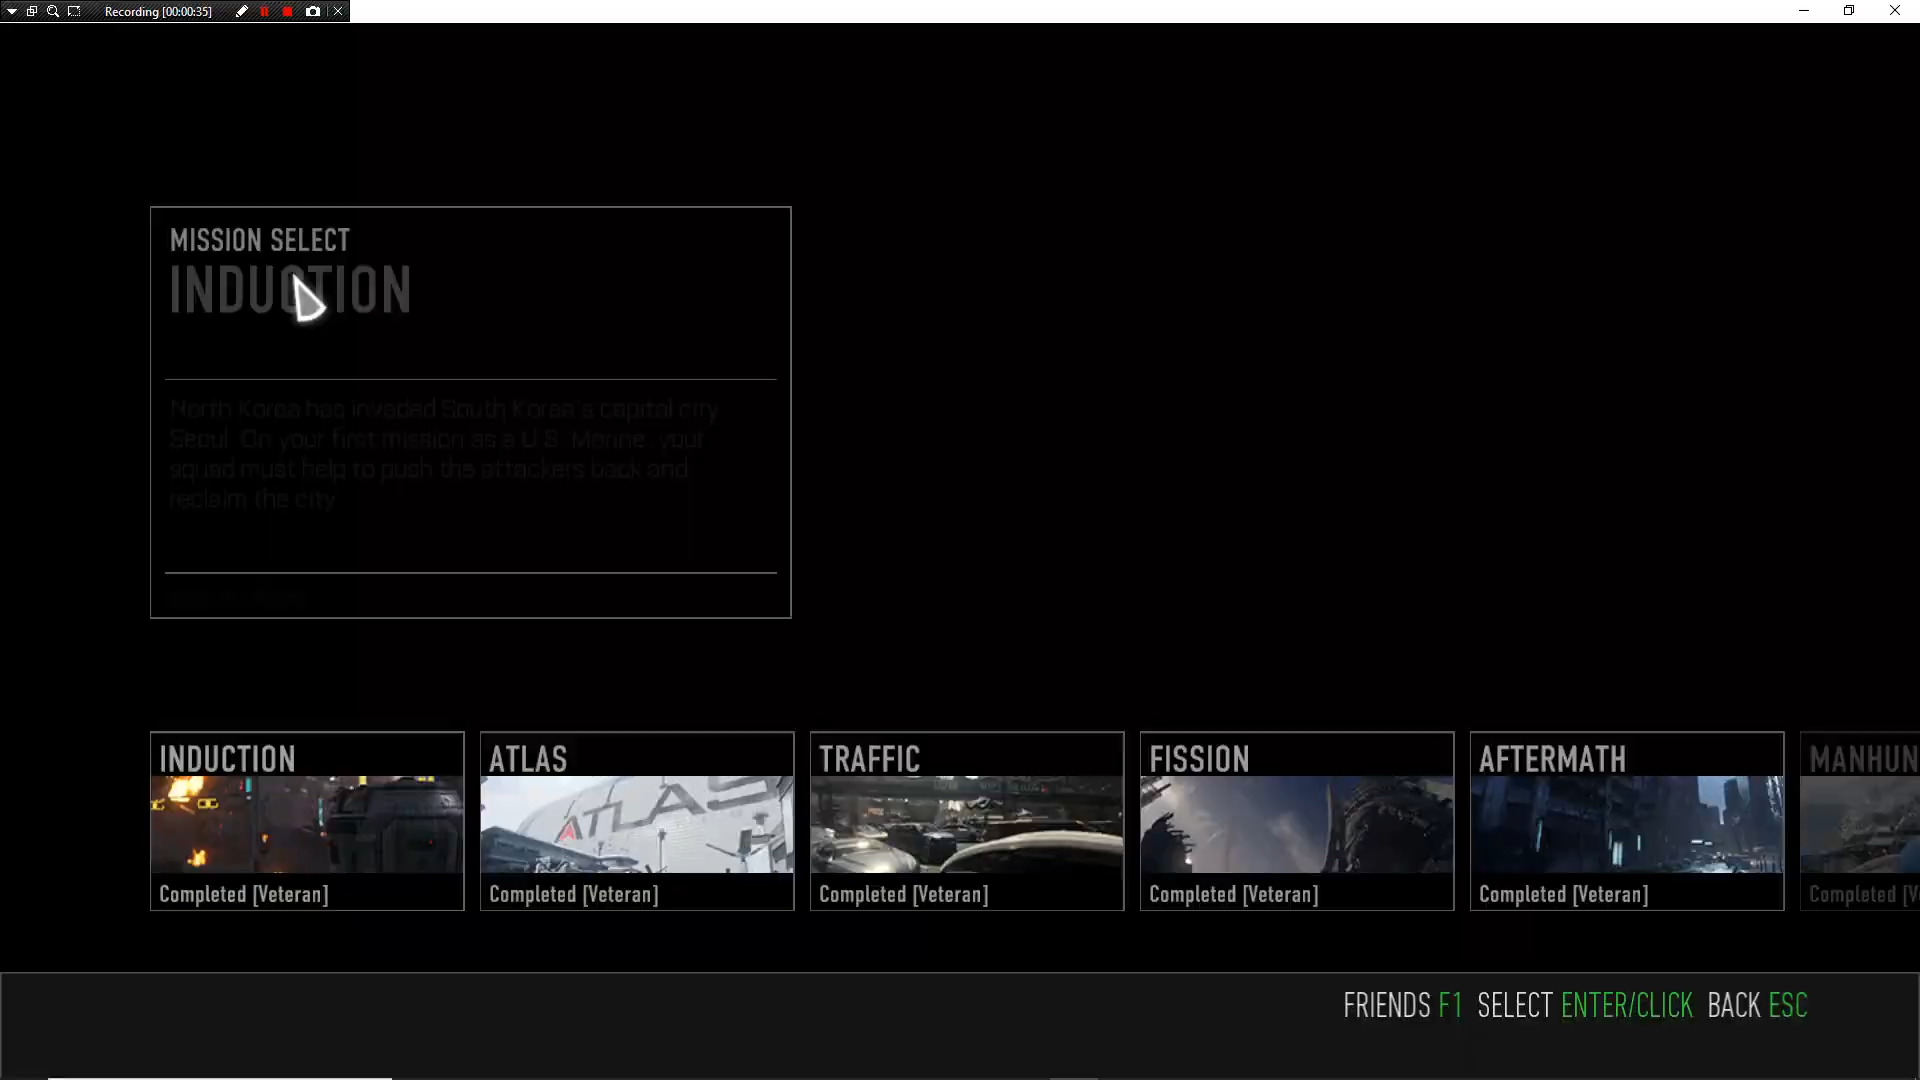 Recording [00:00:35]
MISSION SELECT
INDUCTION
North Korea has invaded South Korea's capital city
Seoul. On your first mission as a U.S. Marine, your
squad must help to push the attackers back and
reclaim the city
INDUCTION
Completed [Veteran]
ATLAS
ATLAS
Completed [Veteran]
TRAFFIC
Completed [Veteran]
FISSION
Completed [Veteran]
AFTERMATH
Completed [Veteran]
MANHUN
Completed [V
FRIENDS F1 SELECT ENTER/CLICK BACK ESC